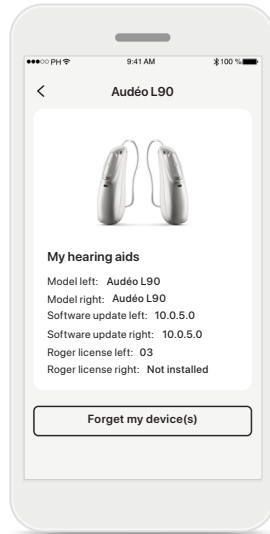 ●●●○○ PH 9:41 AM 100 %
Audéo L90
My hearing aids
Model left: Audéo L90
Model right: Audéo L90
Software update left: 10.0.5.0
Software update right: 10.0.5.0
Roger license left: 03
Roger license right: Not installed
Forget my device(s)